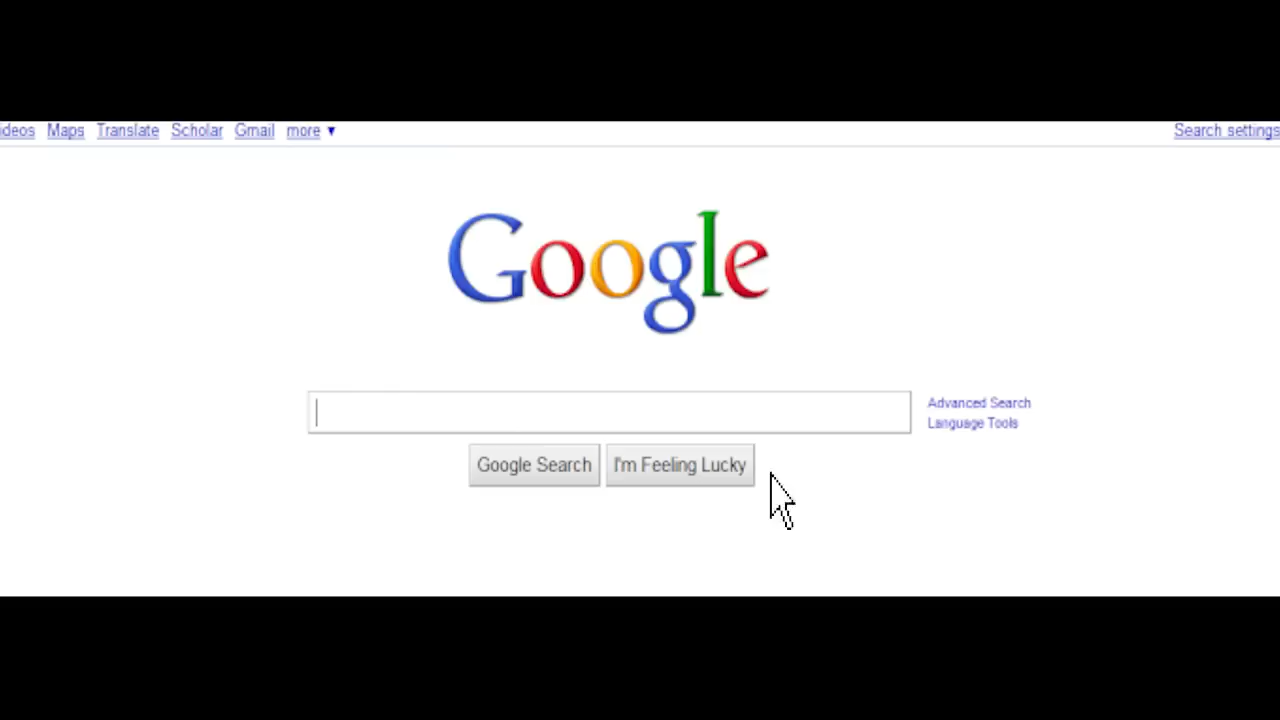 ideos Maps Translate Scholar Gmail more ▼ Search settings
Google
Advanced Search
Language Tools
Google Search I'm Feeling Lucky